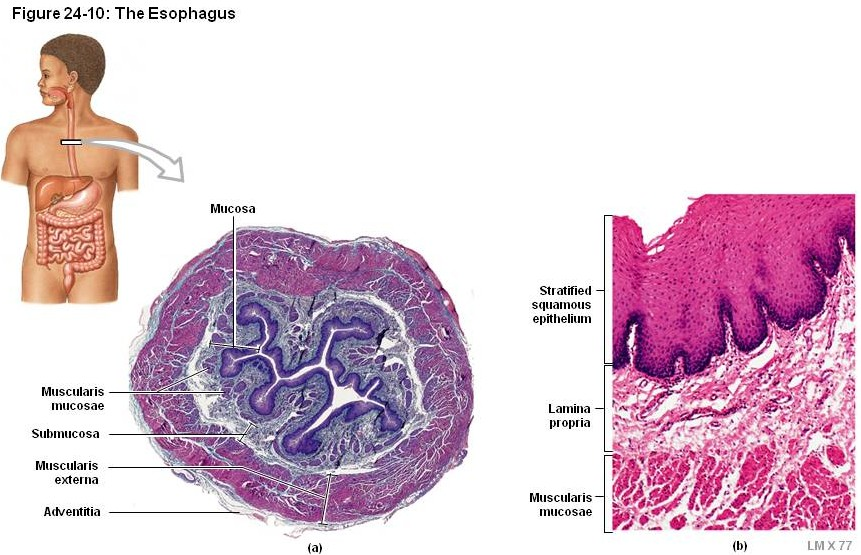 Figure 24-10: The Esophagus
Mucosa
Muscularis
mucosae
Submucosa
Muscularis
externa
Adventitia
(a)
Stratified
squamous
epithelium
Lamina
propria
Muscularis
mucosae
(b)
LM X 77